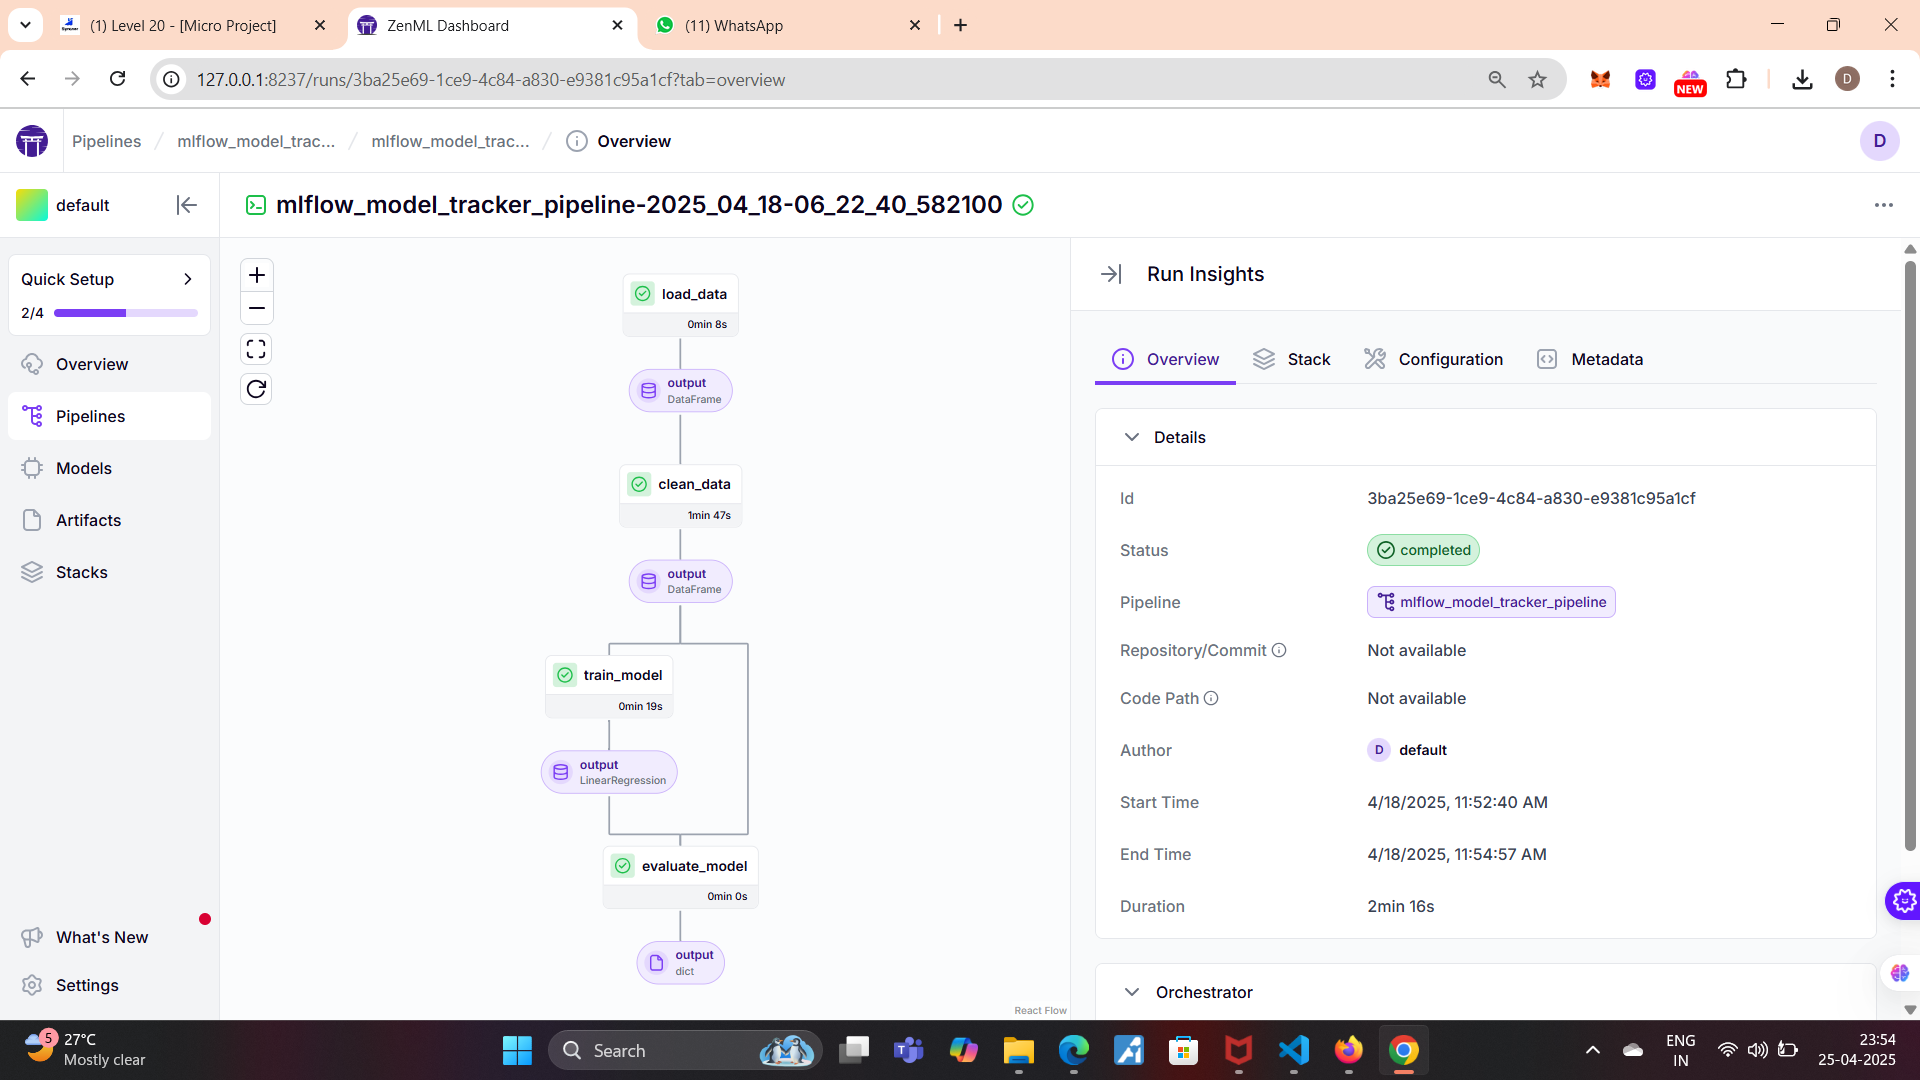 (1) Level 20 - [Micro Project]
ZenML Dashboard
(11) WhatsApp
127.0.0.1:8237/runs/3ba25e69-1ce9-4c84-a830-e9381c95a1cf?tab=overview
NEW
D
Pipelines / mlflow_model_trac... / mlflow_model_trac... / Overview
D
default
mlflow_model_tracker_pipeline-2025_04_18-06_22_40_582100
Quick Setup
2/4
Overview
Pipelines
Models
Artifacts
Stacks
What's New
Settings
load_data
0min 8s
output
DataFrame
clean_data
1min 47s
output
DataFrame
train_model
0min 19s
output
LinearRegression
evaluate_model
0min 0s
output
dict
React Flow
Run Insights
Overview
Stack
Configuration
Metadata
Details
Id 3ba25e69-1ce9-4c84-a830-e9381c95a1cf
Status completed
Pipeline mlflow_model_tracker_pipeline
Repository/Commit Not available
Code Path Not available
Author D default
Start Time 4/18/2025, 11:52:40 AM
End Time 4/18/2025, 11:54:57 AM
Duration 2min 16s
Orchestrator
5
27°C
Mostly clear
Search
ENG
IN
23:54
25-04-2025